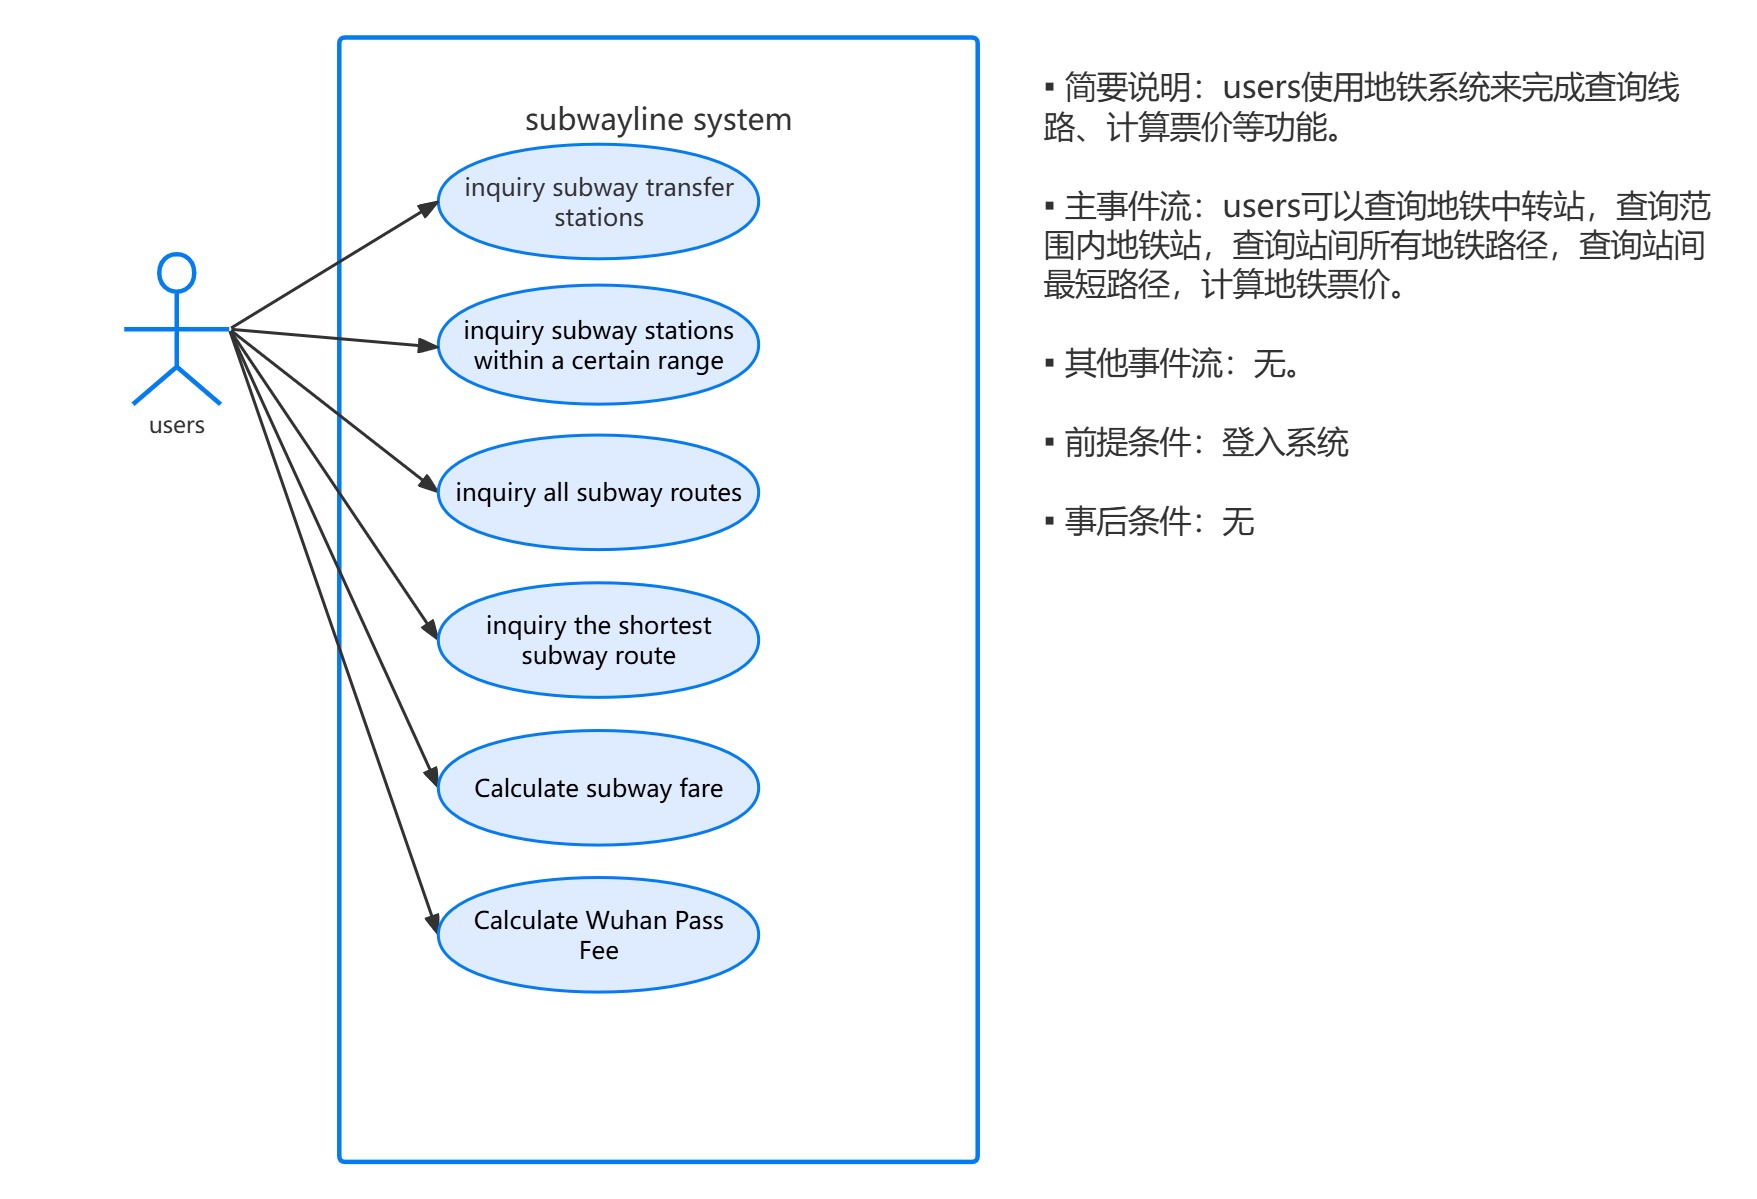 subwayline system
inquiry subway transfer
stations
inquiry subway stations
within a certain range
inquiry all subway routes
inquiry the shortest
subway route
Calculate subway fare
Calculate Wuhan Pass
Fee
users
▪ 简要说明：users使用地铁系统来完成查询线
路、计算票价等功能。
▪ 主事件流：users可以查询地铁中转站，查询范
围内地铁站，查询站间所有地铁路径，查询站间
最短路径，计算地铁票价。
▪ 其他事件流：无。
▪ 前提条件：登入系统
▪ 事后条件：无